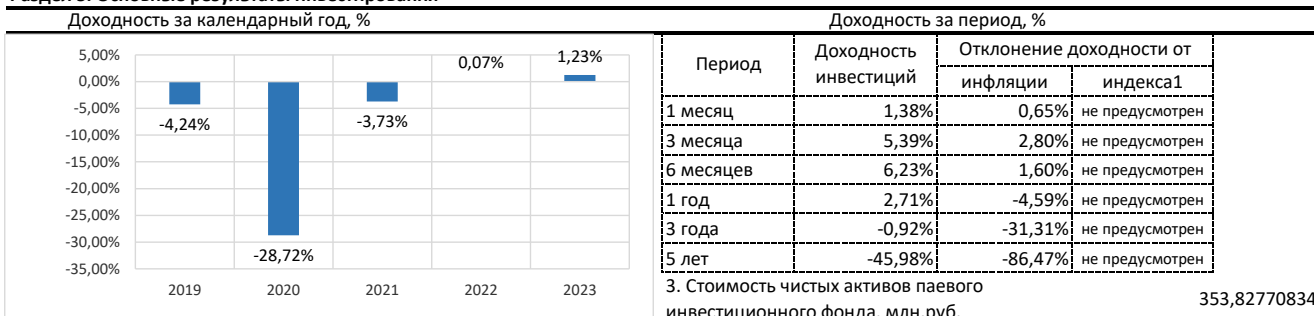 Доходность за календарный год, %
Доходность за период, %
5,00%
0,00%
-5,00%
-10,00%
-15,00%
-20,00%
-25,00%
-30,00%
-35,00%
-4,24%
-28,72%
-3,73%
0,07%
1,23%
2019 2020 2021 2022 2023
Период Доходность инвестиций Отклонение доходности от
инфляции индекса1
1 месяц 1,38% 0,65% не предусмотрен
3 месяца 5,39% 2,80% не предусмотрен
6 месяцев 6,23% 1,60% не предусмотрен
1 год 2,71% -4,59% не предусмотрен
3 года -0,92% -31,31% не предусмотрен
5 лет -45,98% -86,47% не предусмотрен
3. Стоимость чистых активов паевого
инвестиционного фонда, млн.руб.
353,82770834